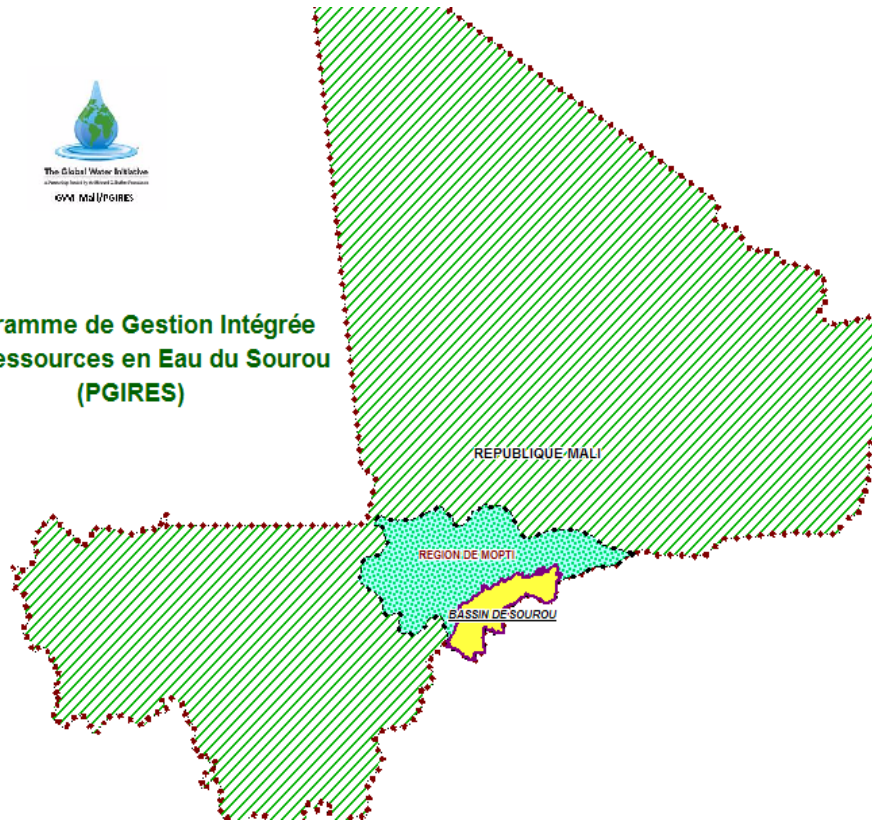 The Global Water Initiative
GWI Mali/PGIRES
ramme de Gestion Intégrée
essources en Eau du Sourou
(PGIRES)
REPUBLIQUE MALI
REGION DE MOPTI
BASSIN DE SOUROU